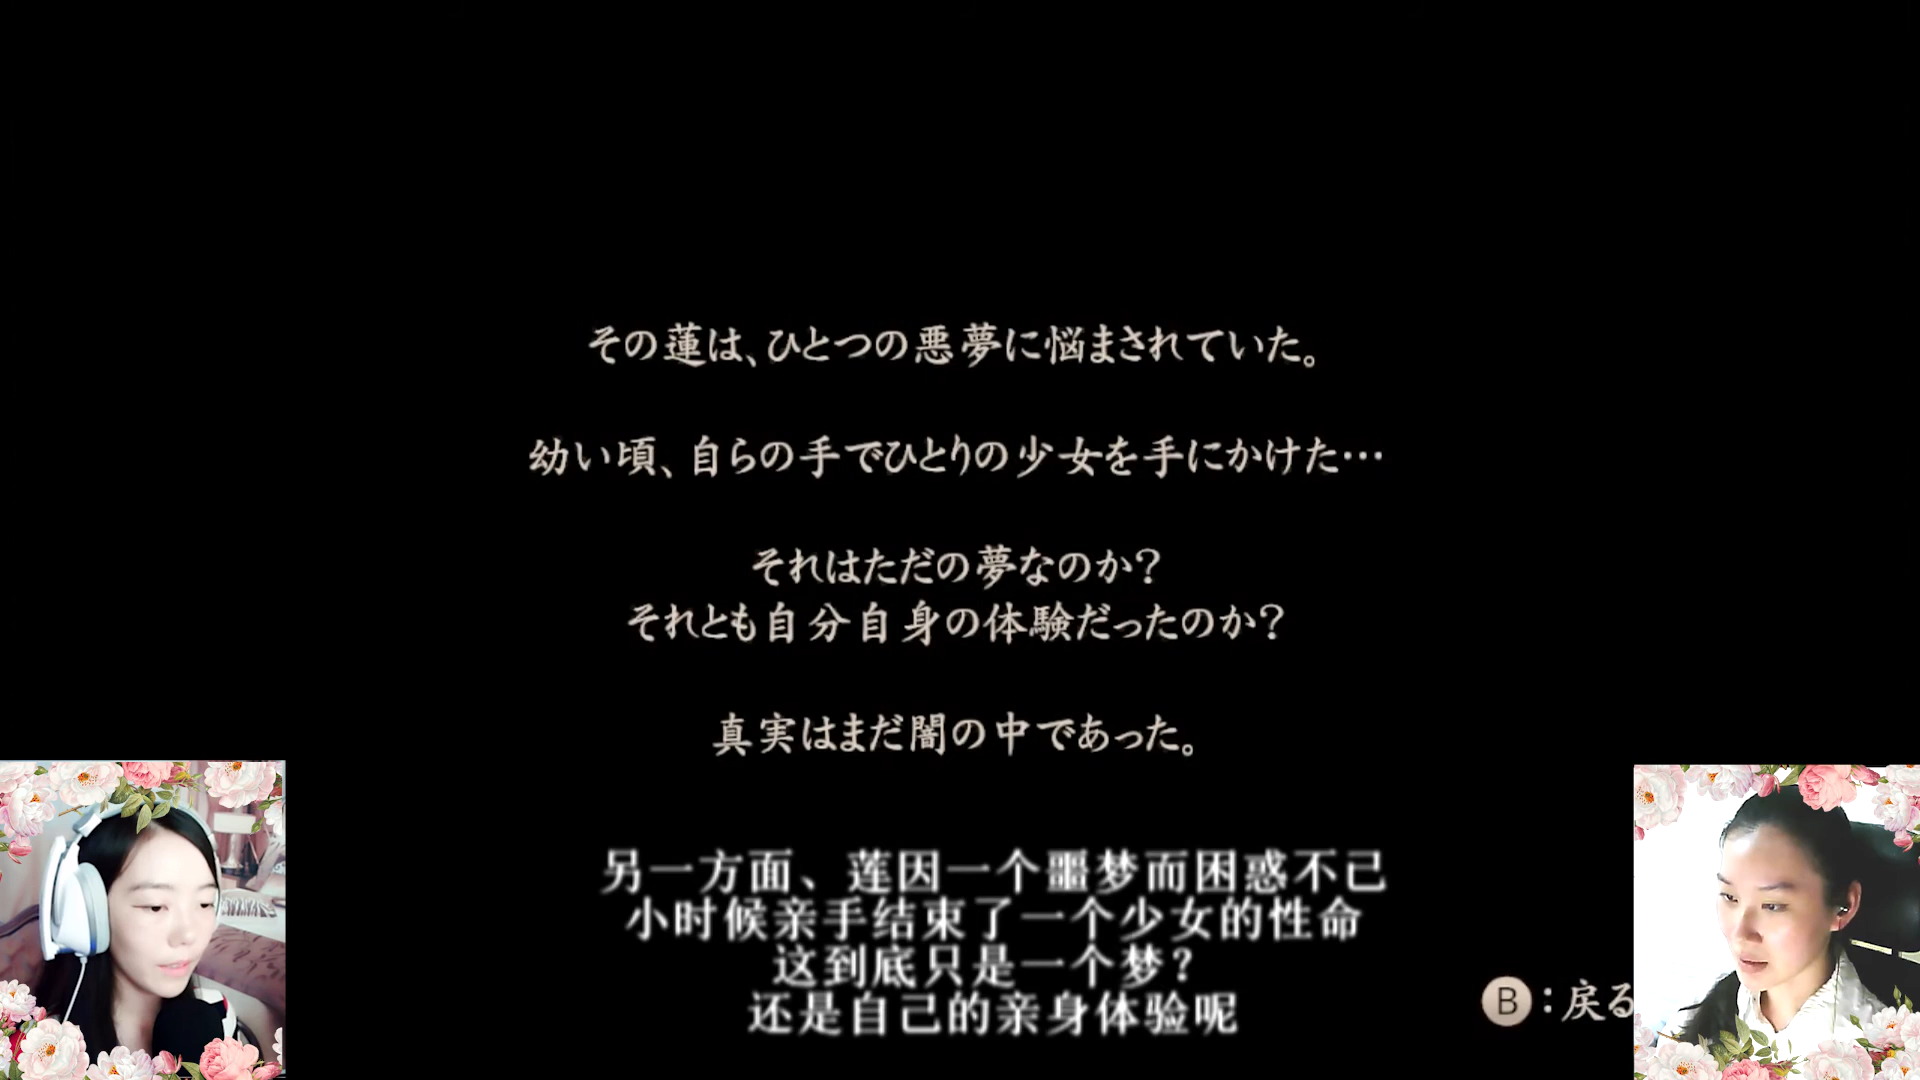 その蓮は、ひとつの悪夢に悩まされていた。
幼い頃、自らの手でひとりの少女を手にかけた…
それはただの夢なのか?
それとも自分自身の体験だったのか?
真実はまだ闇の中であった。
另一方面、莲因一个噩梦而困惑不已
小时候亲手结束了一个少女的性命
这到底只是一个梦?
还是自己的亲身体验呢
B:戻る